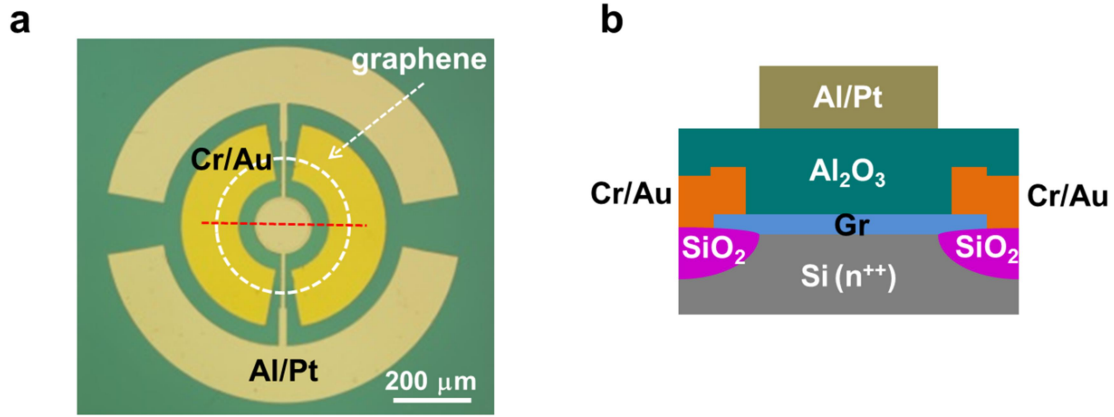 a
graphene
Cr/Au
Al/Pt
200 μm
b
Al/Pt
Al₂O₃
Cr/Au
Cr/Au
Gr
SiO₂
SiO₂
Si (n⁺⁺)